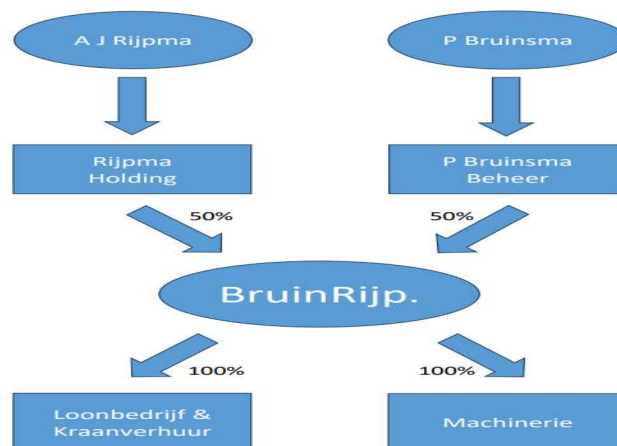 A J Rijpma
P Bruinsma
Rijpma
Holding
P Bruinsma
Beheer
50%
50%
BruinRijp.
100%
100%
Loonbedrijf &
Kraanverhuur
Machinerie